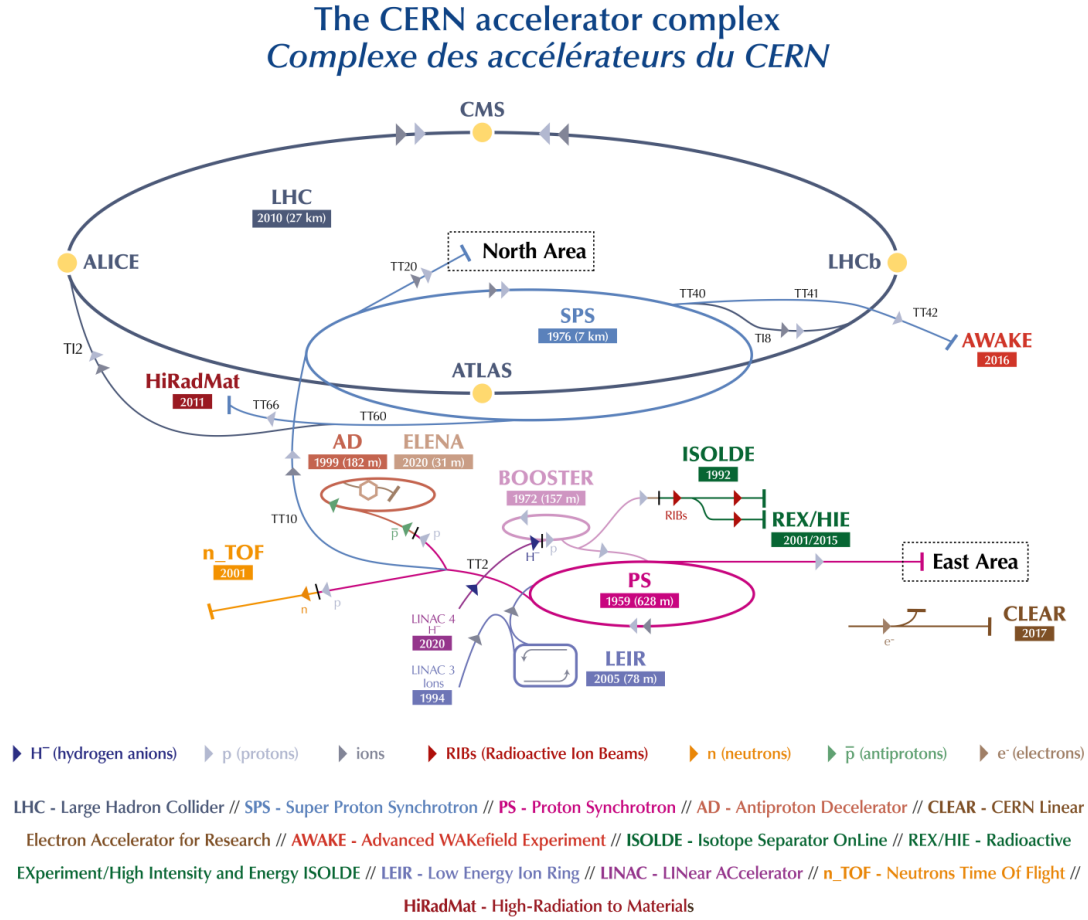 The CERN accelerator complex
Complexe des accélérateurs du CERN
CMS
LHC
2010 (27 km)
North Area
TT20
ALICE
LHCb
TT40
TT41
SPS
1976 (7 km)
TT42
TI8
AWAKE
2016
TI2
ATLAS
HiRadMat
2011
TT66
TT60
AD
1999 (182 m)
ELENA
2020 (31 m)
ISOLDE
1992
BOOSTER
1972 (157 m)
RIBs
REX/HIE
2001/2015
TT10
p̅
p
H⁻
p
n_TOF
2001
TT2
East Area
PS
1959 (628 m)
n
p
LINAC 4
H⁻
2020
CLEAR
2017
e⁻
LINAC 3
Ions
1994
LEIR
2005 (78 m)
H⁻ (hydrogen anions) p (protons) ions RIBs (Radioactive Ion Beams) n (neutrons) p̅ (antiprotons) e⁻ (electrons)
LHC - Large Hadron Collider // SPS - Super Proton Synchrotron // PS - Proton Synchrotron // AD - Antiproton Decelerator // CLEAR - CERN Linear
Electron Accelerator for Research // AWAKE - Advanced WAKefield Experiment // ISOLDE - Isotope Separator OnLine // REX/HIE - Radioactive
EXperiment/High Intensity and Energy ISOLDE // LEIR - Low Energy Ion Ring // LINAC - LINear ACcelerator // n_TOF - Neutrons Time Of Flight //
HiRadMat - High-Radiation to Materials